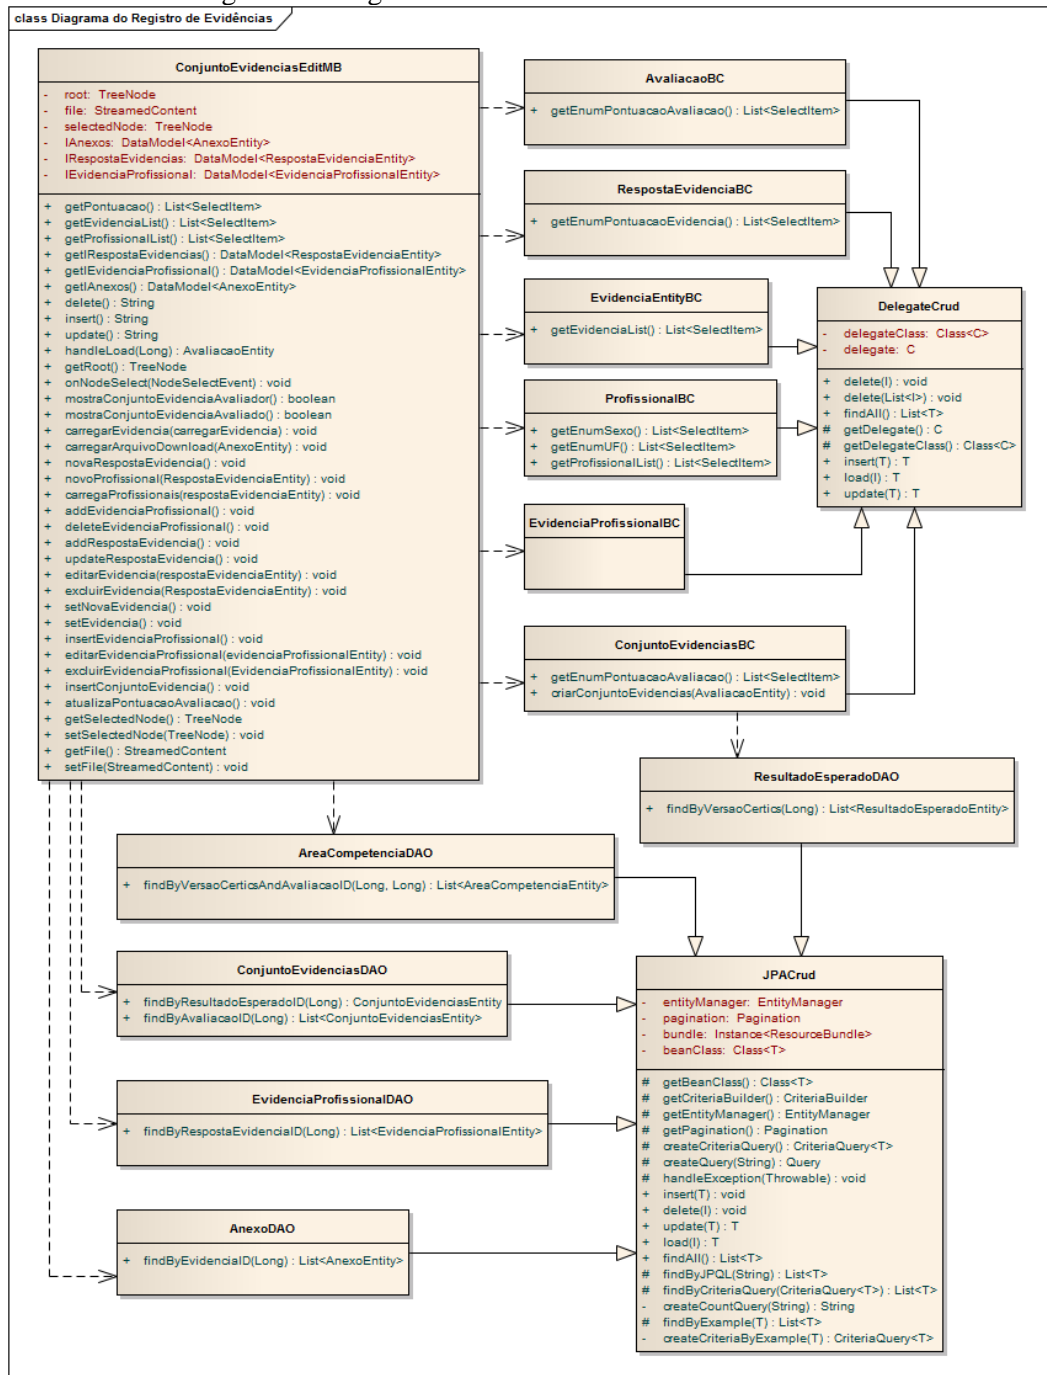 class Diagrama do Registro de Evidências
ConjuntoEvidenciasEditMB
- root: TreeNode
- file: StreamedContent
- selectedNode: TreeNode
- lAnexos: DataModel<AnexoEntity>
- lRespostaEvidencias: DataModel<RespostaEvidenciaEntity>
- lEvidenciaProfissional: DataModel<EvidenciaProfissionalEntity>
+ getPontuacao() : List<SelectItem>
+ getEvidenciaList() : List<SelectItem>
+ getProfissionalList() : List<SelectItem>
+ getlRespostaEvidencias() : DataModel<RespostaEvidenciaEntity>
+ getlEvidenciaProfissional() : DataModel<EvidenciaProfissionalEntity>
+ getlAnexos() : DataModel<AnexoEntity>
+ delete() : String
+ insert() : String
+ update() : String
+ handleLoad(Long) : AvaliacaoEntity
+ getRoot() : TreeNode
+ onNodeSelect(NodeSelectEvent) : void
+ mostraConjuntoEvidenciaAvaliador() : boolean
+ mostraConjuntoEvidenciaAvaliado() : boolean
+ carregarEvidencia(carregarEvidencia) : void
+ carregarArquivoDownload(AnexoEntity) : void
+ novaRespostaEvidencia() : void
+ novoProfissional(RespostaEvidenciaEntity) : void
+ carregaProfissionais(respostaEvidenciaEntity) : void
+ addEvidenciaProfissional() : void
+ deleteEvidenciaProfissional() : void
+ addRespostaEvidencia() : void
+ updateRespostaEvidencia() : void
+ editarEvidencia(respostaEvidenciaEntity) : void
+ excluirEvidencia(RespostaEvidenciaEntity) : void
+ setNovaEvidencia() : void
+ setEvidencia() : void
+ insertEvidenciaProfissional() : void
+ editarEvidenciaProfissional(evidenciaProfissionalEntity) : void
+ excluirEvidenciaProfissional(EvidenciaProfissionalEntity) : void
+ insertConjuntoEvidencia() : void
+ atualizaPontuacaoAvaliacao() : void
+ getSelectedNode() : TreeNode
+ setSelectedNode(TreeNode) : void
+ getFile() : StreamedContent
+ setFile(StreamedContent) : void
AvaliacaoBC
+ getEnumPontuacaoAvaliacao() : List<SelectItem>
RespostaEvidenciaBC
+ getEnumPontuacaoEvidencia() : List<SelectItem>
EvidenciaEntityBC
+ getEvidenciaList() : List<SelectItem>
ProfissionalBC
+ getEnumSexo() : List<SelectItem>
+ getEnumUF() : List<SelectItem>
+ getProfissionalList() : List<SelectItem>
EvidenciaProfissionalBC
ConjuntoEvidenciasBC
+ getEnumPontuacaoAvaliacao() : List<SelectItem>
+ criarConjuntoEvidencias(AvaliacaoEntity) : void
DelegateCrud
- delegateClass: Class<C>
- delegate: C
+ delete(I) : void
+ delete(List<I>) : void
+ findAll() : List<T>
# getDelegate() : C
# getDelegateClass() : Class<C>
+ insert(T) : T
+ load(I) : T
+ update(T) : T
ResultadoEsperadoDAO
+ findByVersaoCertics(Long) : List<ResultadoEsperadoEntity>
AreaCompetenciaDAO
+ findByVersaoCerticsAndAvaliacaoID(Long, Long) : List<AreaCompetenciaEntity>
ConjuntoEvidenciasDAO
+ findByResultadoEsperadoID(Long) : ConjuntoEvidenciasEntity
+ findByAvaliacaoID(Long) : List<ConjuntoEvidenciasEntity>
EvidenciaProfissionalDAO
+ findByRespostaEvidenciaID(Long) : List<EvidenciaProfissionalEntity>
AnexoDAO
+ findByEvidenciaID(Long) : List<AnexoEntity>
JPACrud
- entityManager: EntityManager
- pagination: Pagination
- bundle: Instance<ResourceBundle>
- beanClass: Class<T>
# getBeanClass() : Class<T>
# getCriteriaBuilder() : CriteriaBuilder
# getEntityManager() : EntityManager
# getPagination() : Pagination
# createCriteriaQuery() : CriteriaQuery<T>
# createQuery(String) : Query
# handleException(Throwable) : void
+ insert(T) : void
+ delete(I) : void
+ update(T) : T
+ load(I) : T
+ findAll() : List<T>
# findByJPQL(String) : List<T>
# findByCriteriaQuery(CriteriaQuery<T>) : List<T>
- createCountQuery(String) : String
# findByExample(T) : List<T>
- createCriteriaByExample(T) : CriteriaQuery<T>